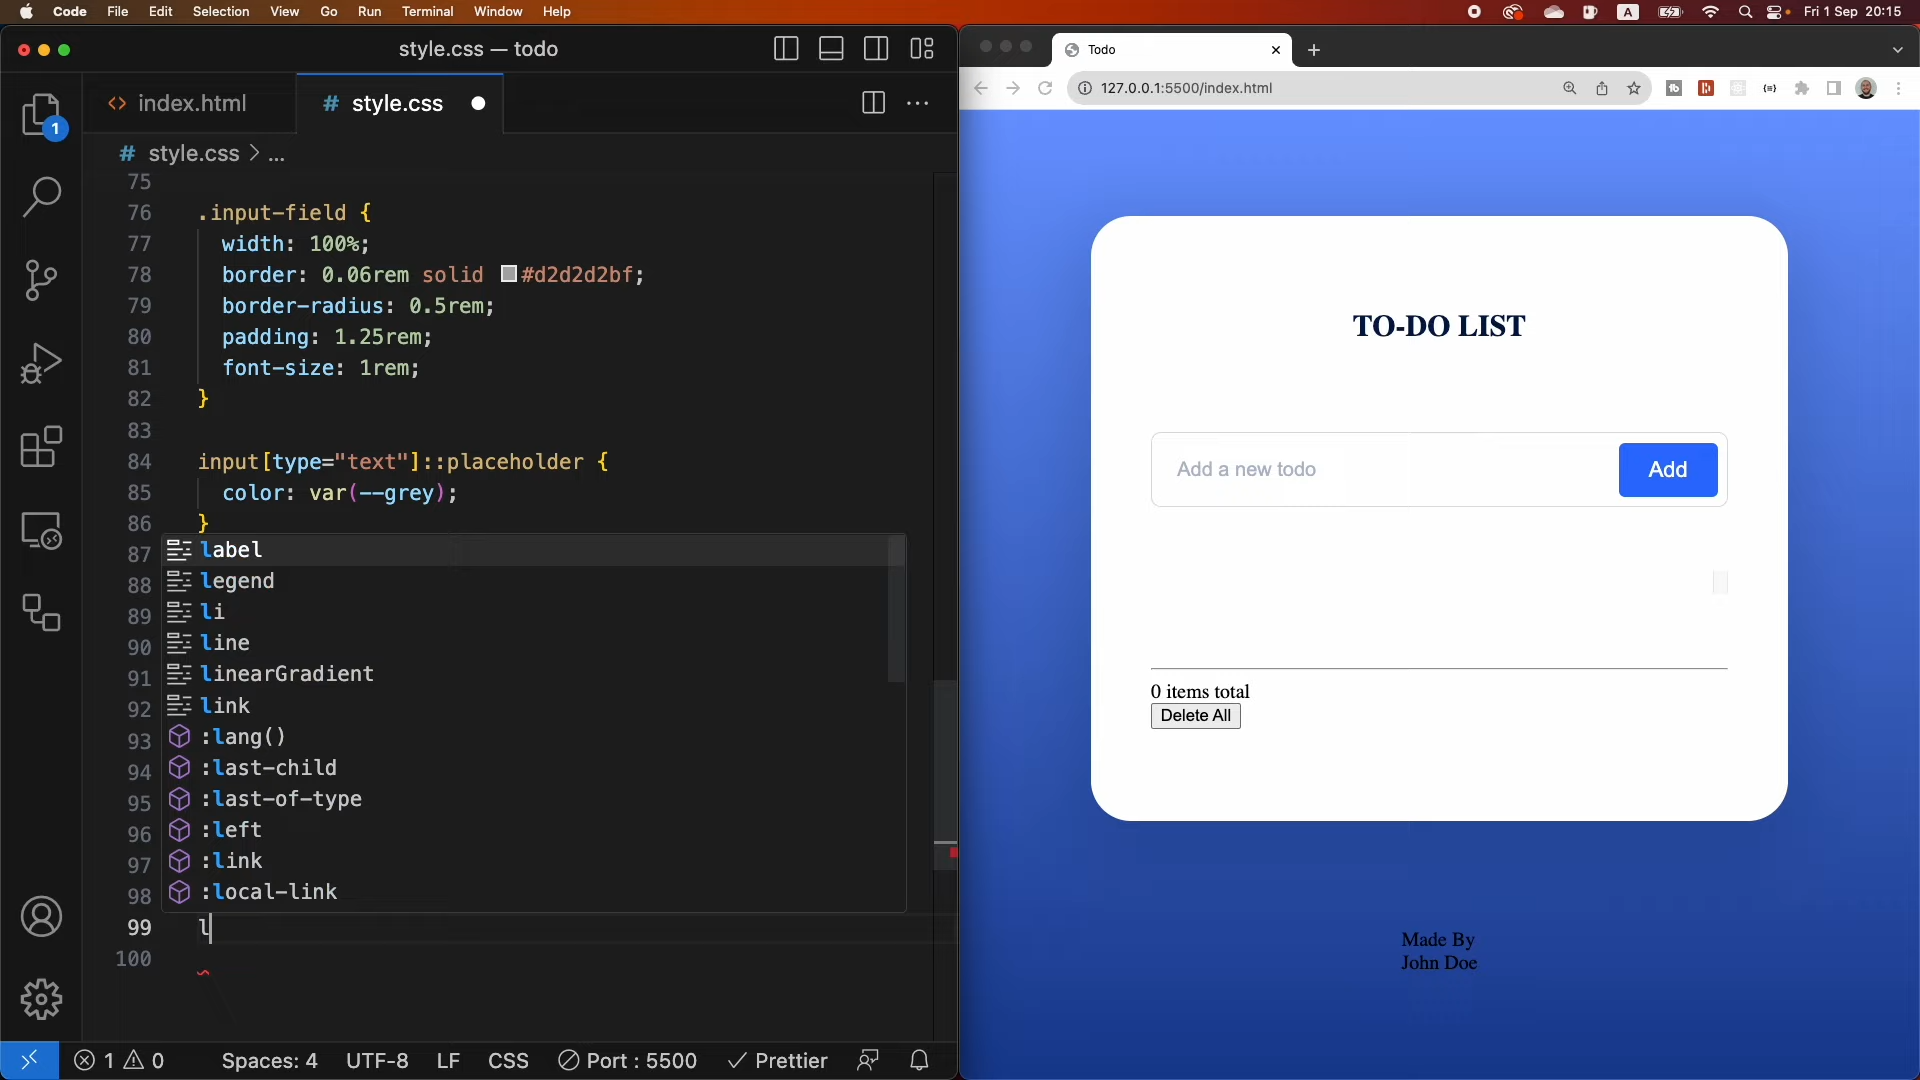 Code File Edit Selection View Go Run Terminal Window Help
A
Fri 1 Sep 20:15
style.css — todo
<> index.html
# style.css
# style.css > ...
1
75
76 .input-field {
77 width: 100%;
78 border: 0.06rem solid #d2d2d2bf;
79 border-radius: 0.5rem;
80 padding: 1.25rem;
81 font-size: 1rem;
82 }
83
84 input[type="text"]::placeholder {
85 color: var(--grey);
86 }
87 label
88 legend
89 li
90 line
91 linearGradient
92 link
93 :lang()
94 :last-child
95 :last-of-type
96 :left
97 :link
98 :local-link
99 l
100
1 0 Spaces: 4 UTF-8 LF CSS Port : 5500 Prettier
Todo
127.0.0.1:5500/index.html
TO-DO LIST
Add a new todo
Add
0 items total
Delete All
Made By
John Doe